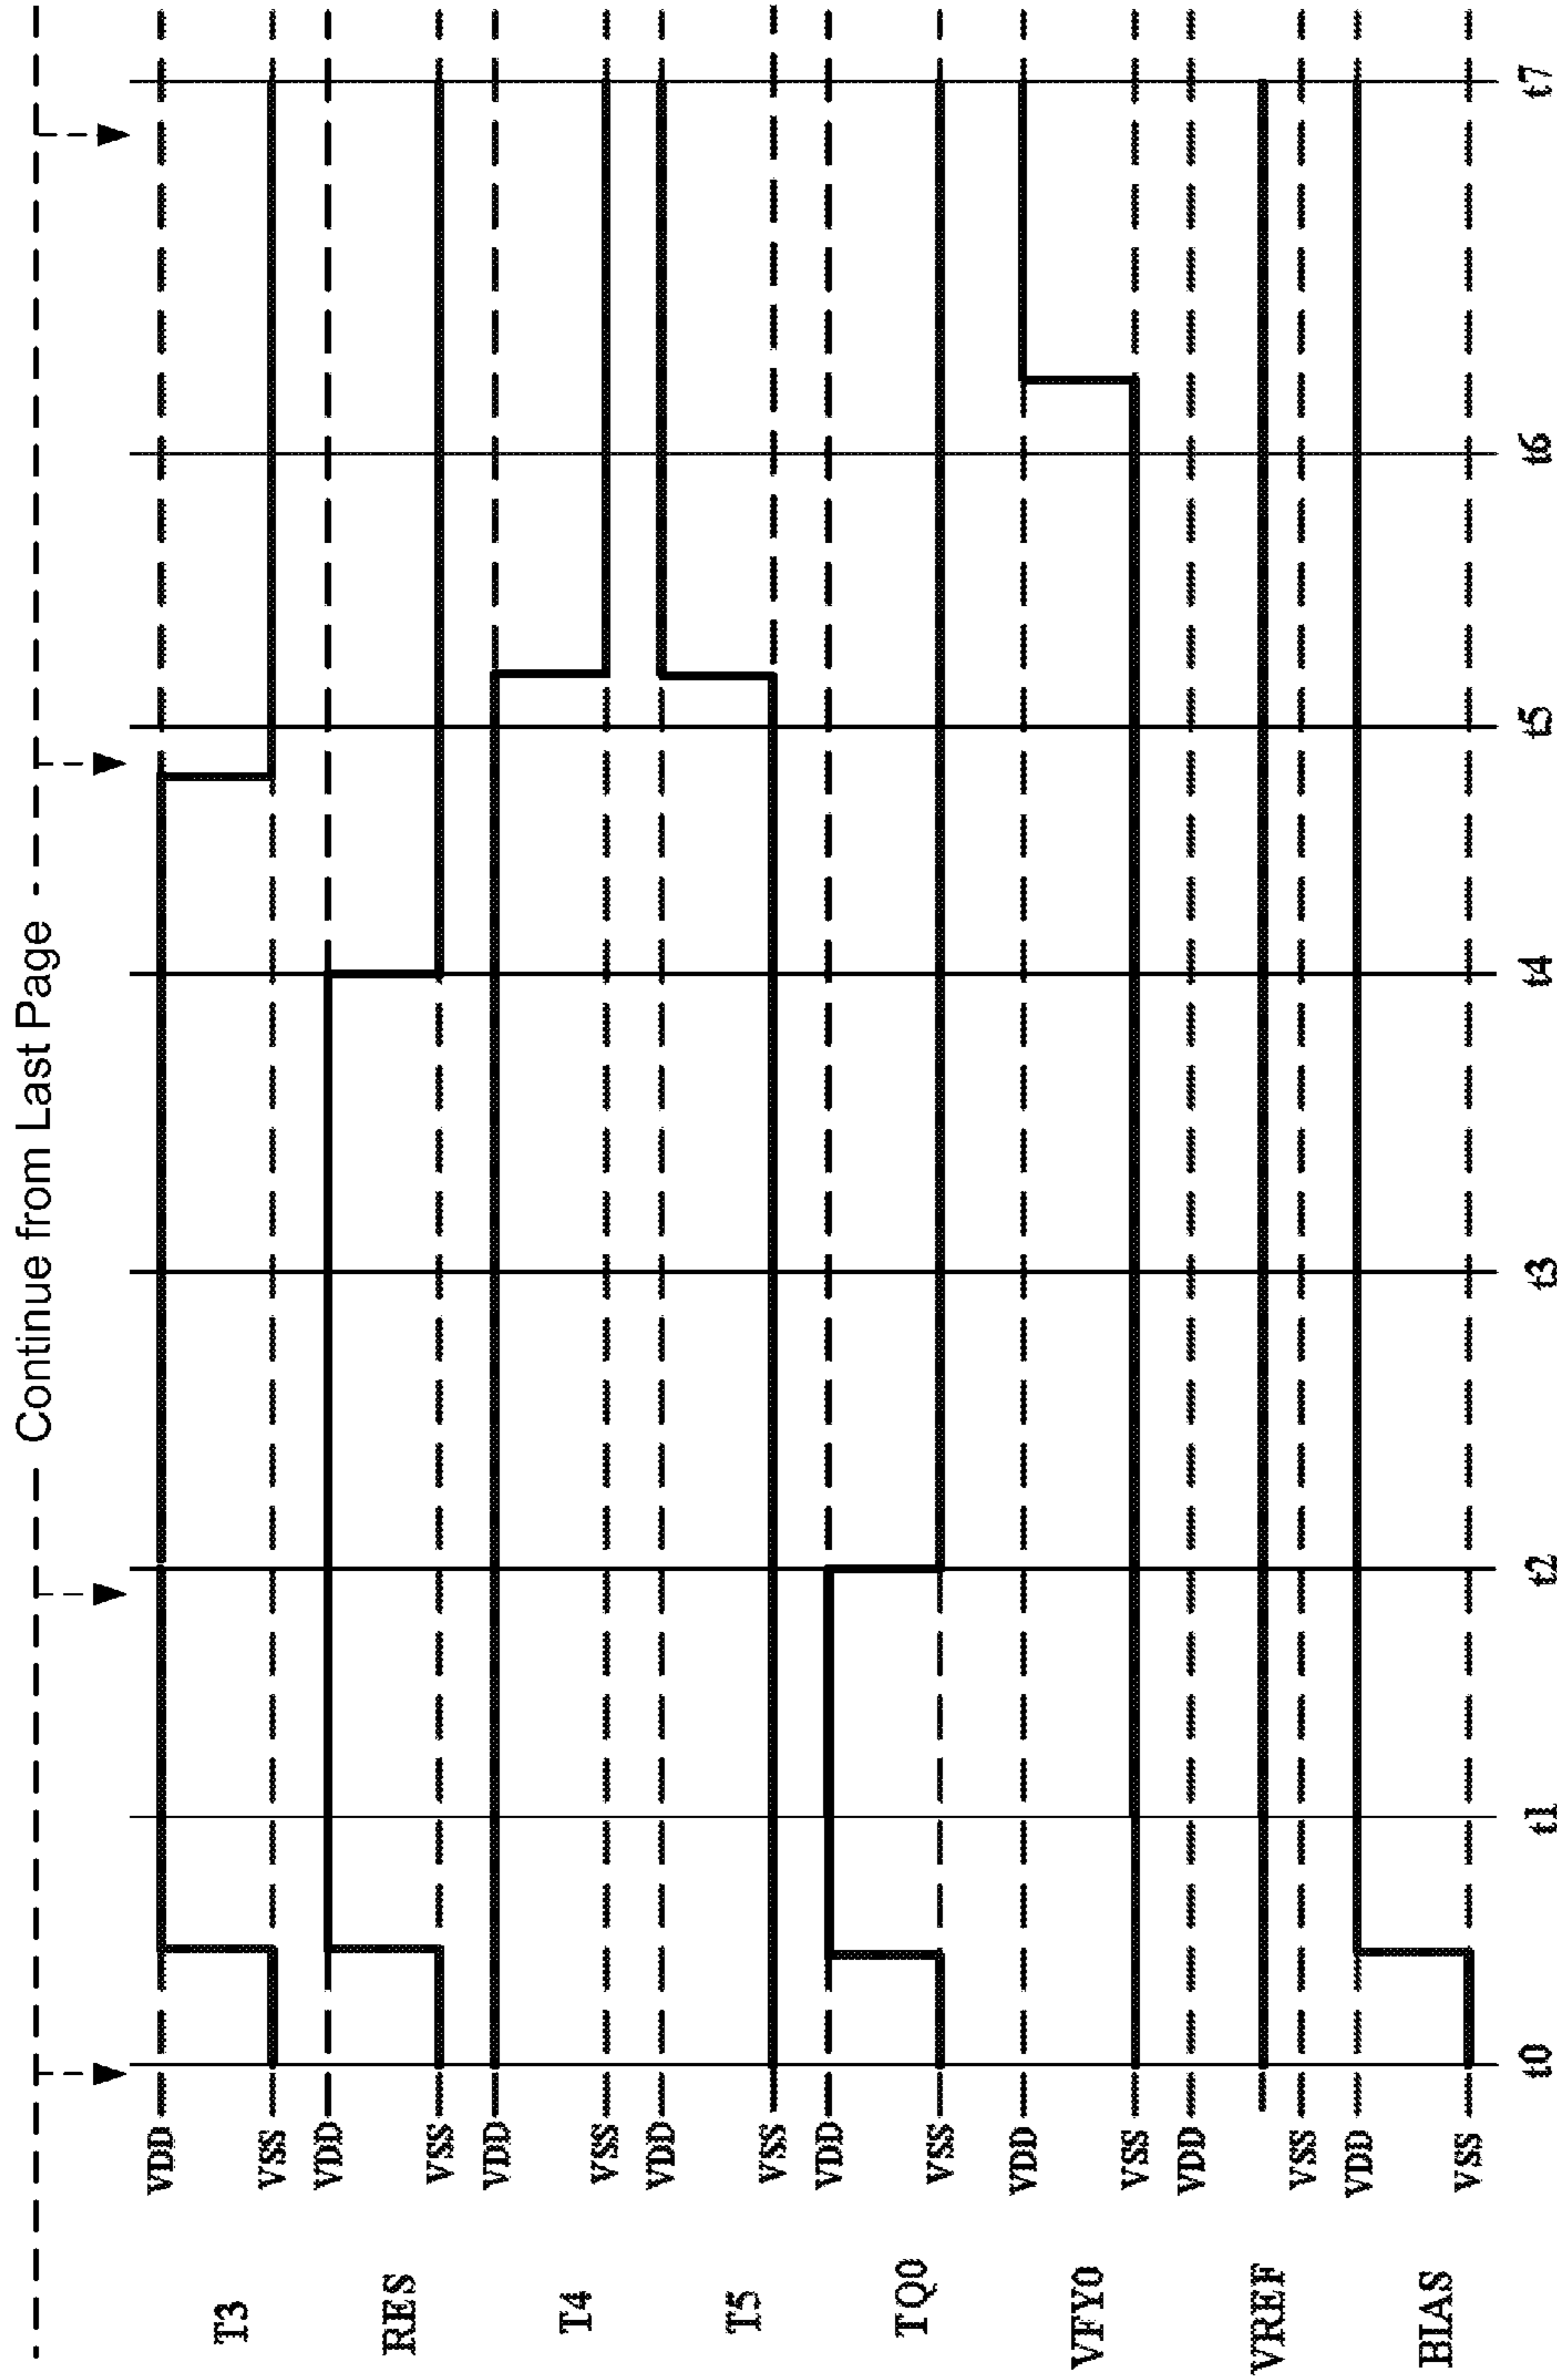 Continue from Last Page
T3
VDD
VSS
RES
VDD
VSS
T4
VDD
VSS
T5
VDD
VSS
TQ0
VDD
VSS
VFY0
VDD
VSS
VREF
VDD
VSS
BIAS
VDD
VSS
t0 t1 t2 t3 t4 t5 t6 t7